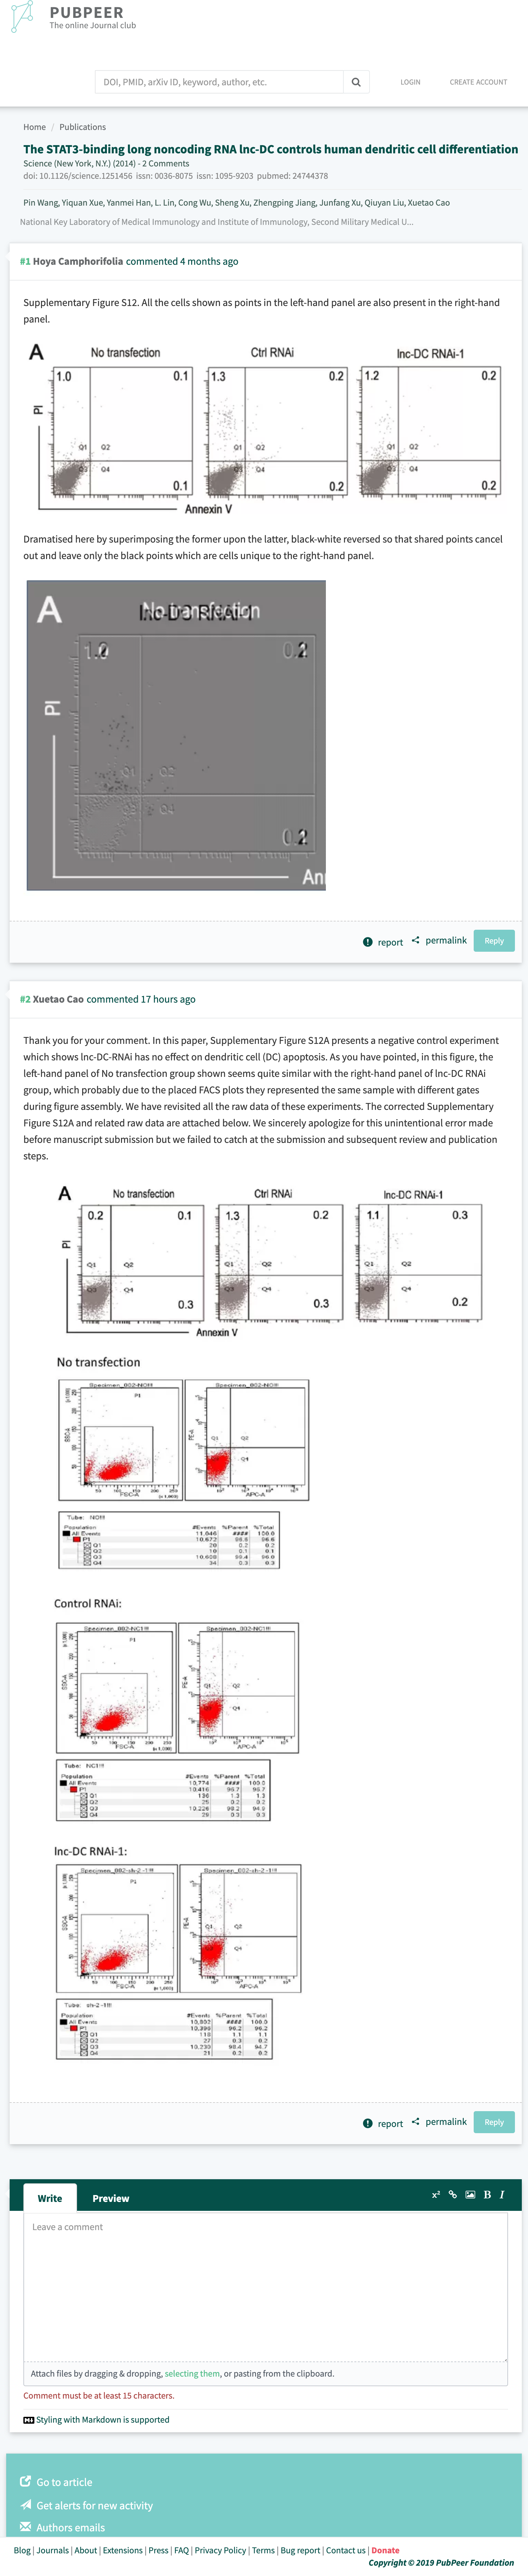 PUBPEER
The online Journal club
DOI, PMID, arXiv ID, keyword, author, etc.
LOGIN
CREATE ACCOUNT
Home / Publications
The STAT3-binding long noncoding RNA lnc-DC controls human dendritic cell differentiation
Science (New York, N.Y.) (2014) - 2 Comments
doi: 10.1126/science.1251456 issn: 0036-8075 issn: 1095-9203 pubmed: 24744378
Pin Wang, Yiquan Xue, Yanmei Han, L. Lin, Cong Wu, Sheng Xu, Zhengping Jiang, Junfang Xu, Qiuyan Liu, Xuetao Cao
National Key Laboratory of Medical Immunology and Institute of Immunology, Second Military Medical U...
#1 Hoya Camphorifolia commented 4 months ago
Supplementary Figure S12. All the cells shown as points in the left-hand panel are also present in the right-hand
panel.
A No transfection Ctrl RNAi lnc-DC RNAi-1
1.0 0.1 1.3 0.2 1.2 0.2
PI
Q1 Q2 Q1 Q2 Q1 Q2
Q3 Q4 Q3 Q4 Q3 Q4
0.1 0.2 0.2
Annexin V
Dramatised here by superimposing the former upon the latter, black-white reversed so that shared points cancel
out and leave only the black points which are cells unique to the right-hand panel.
A No transfection
PI
Q1 Q2
Q4
report permalink Reply
#2 Xuetao Cao commented 17 hours ago
Thank you for your comment. In this paper, Supplementary Figure S12A presents a negative control experiment
which shows lnc-DC-RNAi has no effect on dendritic cell (DC) apoptosis. As you have pointed, in this figure, the
left-hand panel of No transfection group shown seems quite similar with the right-hand panel of lnc-DC RNAi
group, which probably due to the placed FACS plots they represented the same sample with different gates
during figure assembly. We have revisited all the raw data of these experiments. The corrected Supplementary
Figure S12A and related raw data are attached below. We sincerely apologize for this unintentional error made
before manuscript submission but we failed to catch at the submission and subsequent review and publication
steps.
A No transfection Ctrl RNAi lnc-DC RNAi-1
0.2 0.1 1.3 0.2 1.1 0.3
PI
Q1 Q2 Q1 Q2 Q1 Q2
Q3 Q4 Q3 Q4 Q3 Q4
0.3 0.3 0.2
Annexin V
No transfection
Specimen_002-NO!!! Specimen_002-NO!!!
P1
Q1 Q2
Q4
SSC-A PE-A
FSC-A APC-A
Tube: NO!!!
Population #Events %Parent %Total
All Events 11,046 #### 100.0
P1 10,672 96.6 96.6
Q1 20 0.2 0.2
Q2 10 0.1 0.1
Q3 10,608 99.4 96.0
Q4 34 0.3 0.3
Control RNAi:
Specimen_002-NC1!!! Specimen_002-NC1!!!
P1
Q1 Q2
Q4
SSC-A PE-A
FSC-A APC-A
Tube: NC1!!!
Population #Events %Parent %Total
All Events 10,774 #### 100.0
P1 10,416 96.7 96.7
Q1 136 1.3 1.3
Q2 25 0.2 0.2
Q3 10,226 98.2 94.9
Q4 29 0.3 0.3
lnc-DC RNAi-1:
Specimen_002-sh-2 -1!!! Specimen_002-sh-2 -1!!!
P1
Q1 Q2
Q4
SSC-A PE-A
FSC-A APC-A
Tube: sh-2 -1!!!
Population #Events %Parent %Total
All Events #### 100.0
P1 96.2 96.2
Q1 118 1.1 1.1
Q2 27 0.3 0.2
Q3 10,230 98.4 94.7
Q4 21 0.2 0.2
report permalink Reply
Write Preview x² B I
Leave a comment
Attach files by dragging & dropping, selecting them, or pasting from the clipboard.
Comment must be at least 15 characters.
Styling with Markdown is supported
Go to article
Get alerts for new activity
Authors emails
Blog | Journals | About | Extensions | Press | FAQ | Privacy Policy | Terms | Bug report | Contact us | Donate
Copyright © 2019 PubPeer Foundation